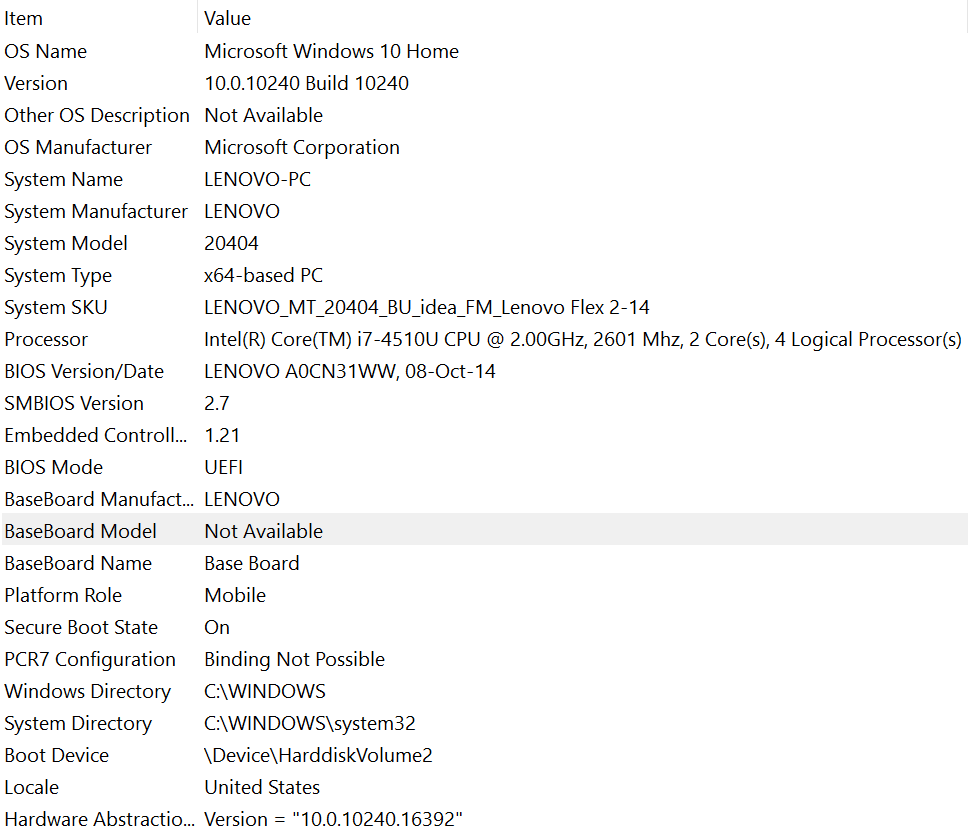 Item Value
OS Name Microsoft Windows 10 Home
Version 10.0.10240 Build 10240
Other OS Description Not Available
OS Manufacturer Microsoft Corporation
System Name LENOVO-PC
System Manufacturer LENOVO
System Model 20404
System Type x64-based PC
System SKU LENOVO_MT_20404_BU_idea_FM_Lenovo Flex 2-14
Processor Intel(R) Core(TM) i7-4510U CPU @ 2.00GHz, 2601 Mhz, 2 Core(s), 4 Logical Processor(s)
BIOS Version/Date LENOVO A0CN31WW, 08-Oct-14
SMBIOS Version 2.7
Embedded Controll... 1.21
BIOS Mode UEFI
BaseBoard Manufact... LENOVO
BaseBoard Model Not Available
BaseBoard Name Base Board
Platform Role Mobile
Secure Boot State On
PCR7 Configuration Binding Not Possible
Windows Directory C:\WINDOWS
System Directory C:\WINDOWS\system32
Boot Device \Device\HarddiskVolume2
Locale United States
Hardware Abstractio... Version = "10.0.10240.16392"